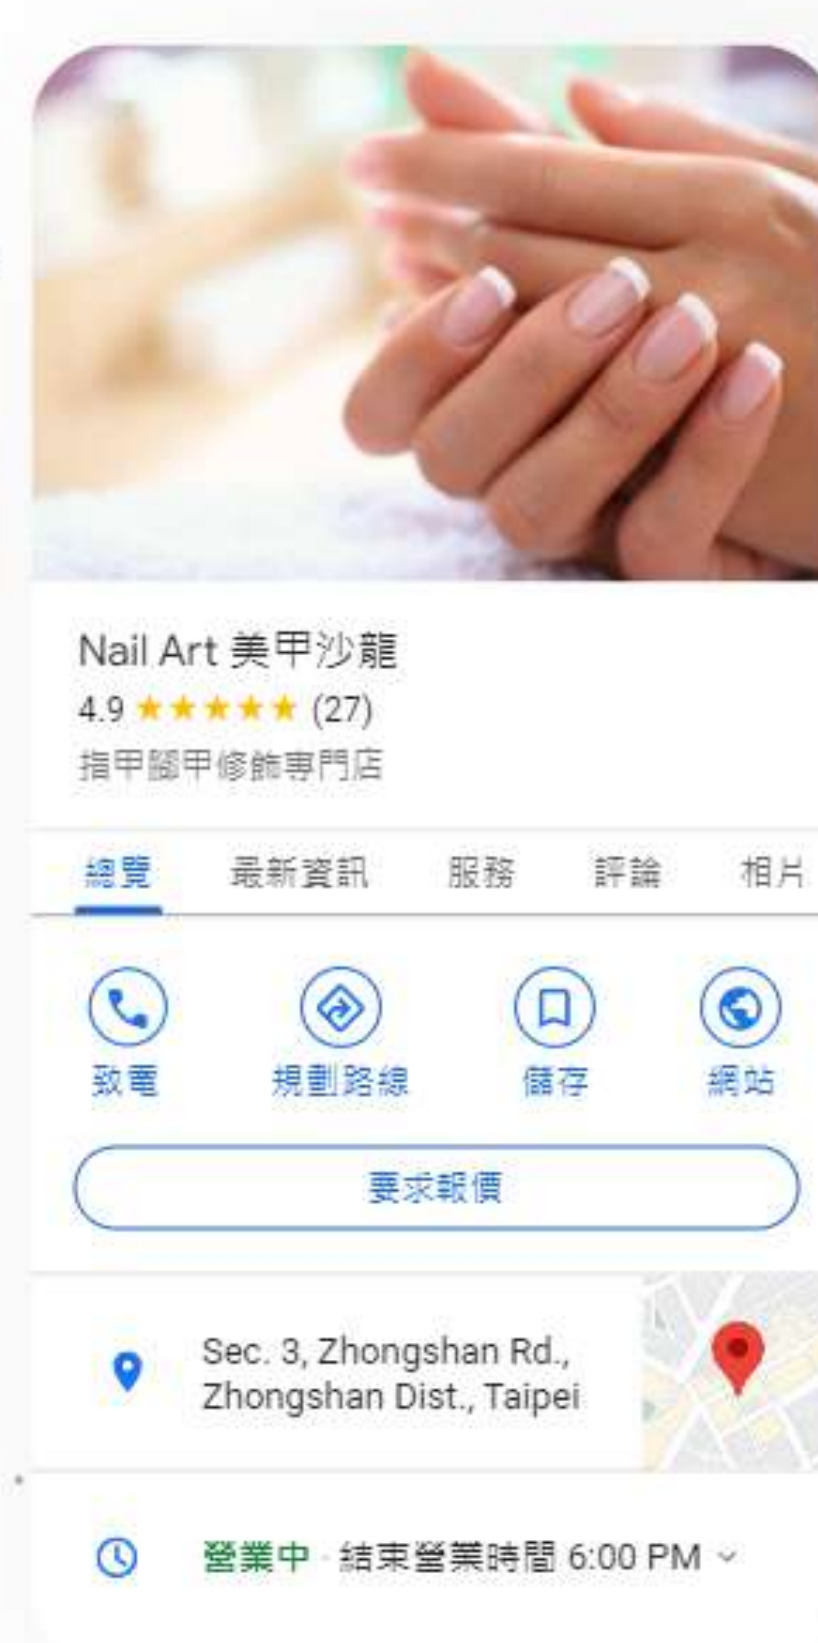 Nail Art 美甲沙龍
4.9 ★★★★★ (27)
指甲腳甲修飾專門店
總覽 最新資訊 服務 評論 相片
致電 規劃路線 儲存 網站
要求報價
Sec. 3, Zhongshan Rd.,
Zhongshan Dist., Taipei
營業中 · 結束營業時間 6:00 PM